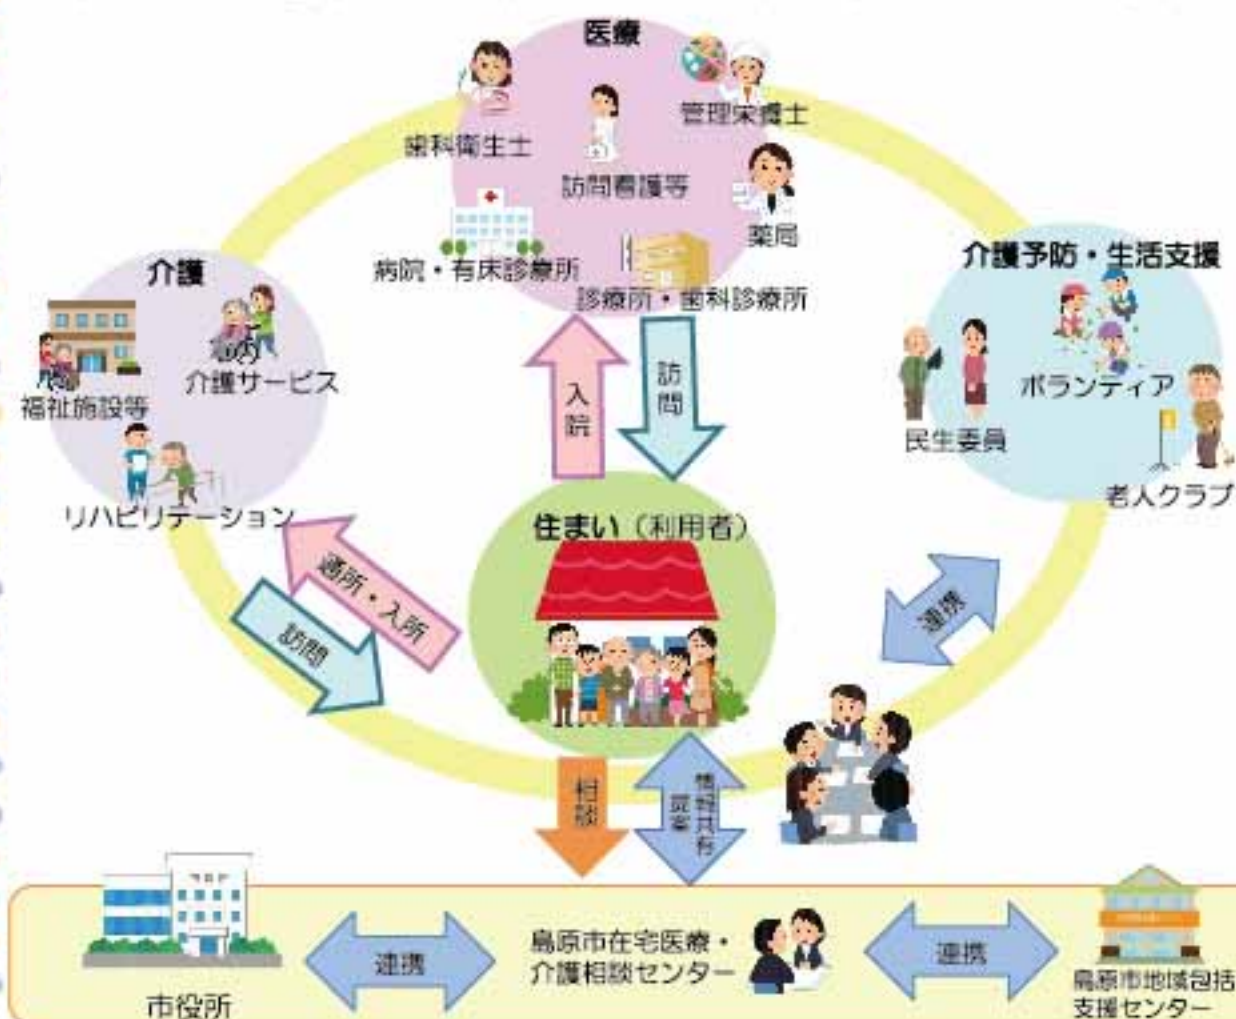 医療
歯科衛生士
管理栄養士
訪問看護等
薬局
病院・有床診療所
診療所・歯科診療所
介護
福祉施設等
介護サービス
リハビリテーション
介護予防・生活支援
ボランティア
民生委員
老人クラブ
入院
訪問
住まい(利用者)
通所・入所
訪問
連携
相談
情報共有
提案
市役所
連携
島原市在宅医療・
介護相談センター
連携
島原市地域包括
支援センター